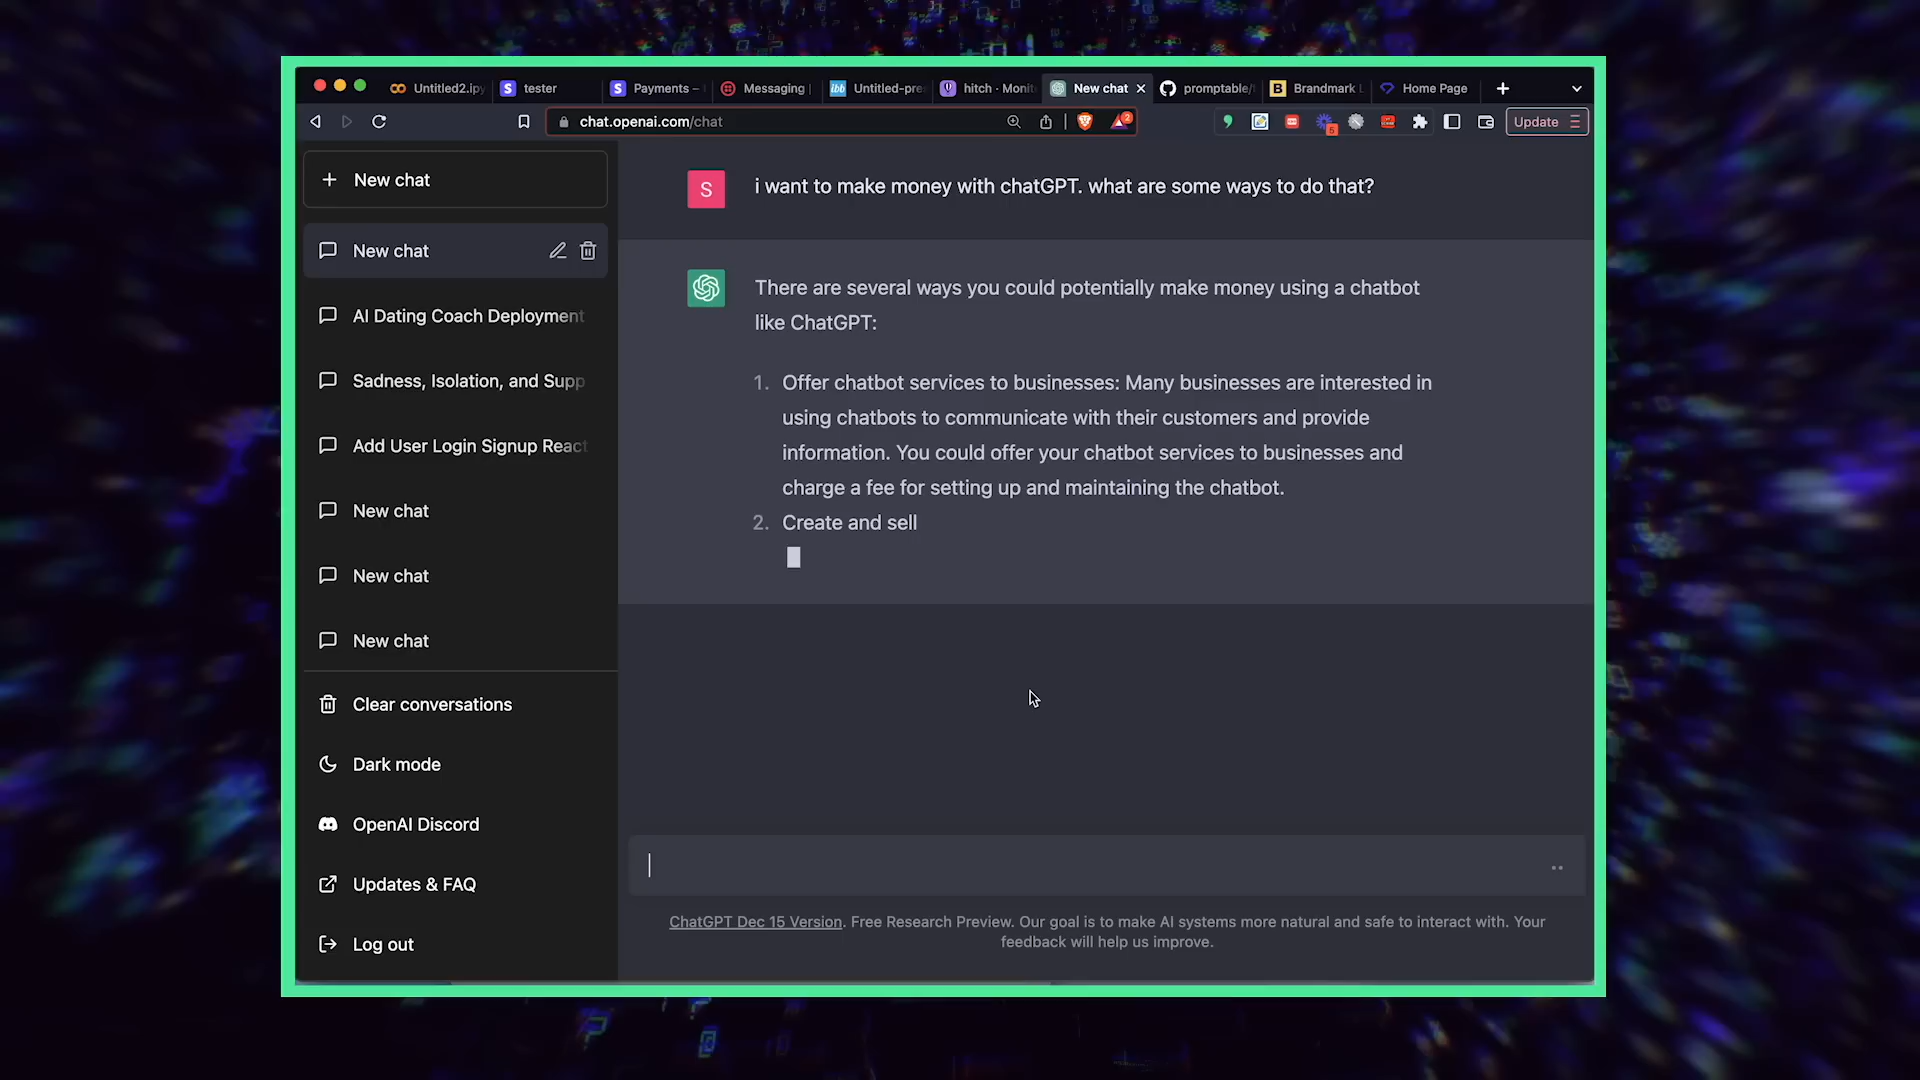 Untitled2.ipy
tester
Payments –
Messaging
Untitled-pre
hitch · Monit
New chat
promptable/
Brandmark
Home Page
chat.openai.com/chat
2
5
Update
New chat
New chat
AI Dating Coach Deployment
Sadness, Isolation, and Supp
Add User Login Signup React
New chat
New chat
New chat
Clear conversations
Dark mode
OpenAI Discord
Updates & FAQ
Log out
S
i want to make money with chatGPT. what are some ways to do that?
There are several ways you could potentially make money using a chatbot
like ChatGPT:
1. Offer chatbot services to businesses: Many businesses are interested in
using chatbots to communicate with their customers and provide
information. You could offer your chatbot services to businesses and
charge a fee for setting up and maintaining the chatbot.
2. Create and sell
ChatGPT Dec 15 Version. Free Research Preview. Our goal is to make AI systems more natural and safe to interact with. Your
feedback will help us improve.